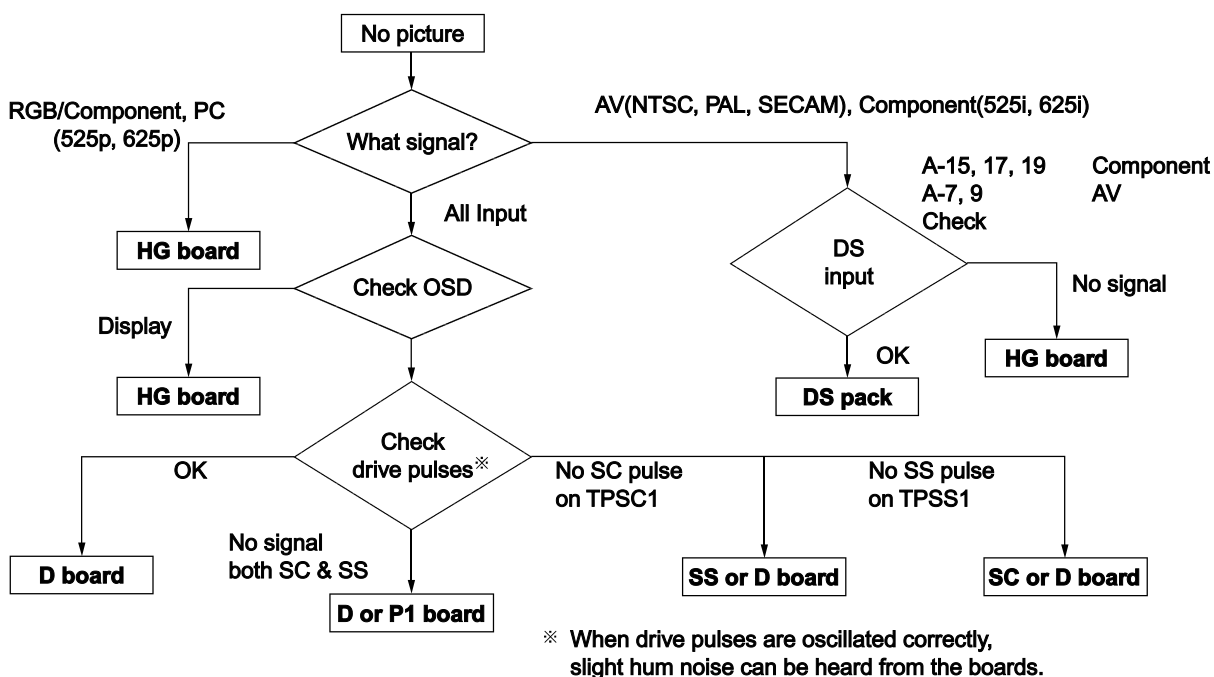 No picture
RGB/Component, PC
(525p, 625p)
What signal?
AV(NTSC, PAL, SECAM), Component(525i, 625i)
A-15, 17, 19 Component
A-7, 9 AV
Check
All Input
HG board
DS
input
Check OSD
No signal
Display
OK
HG board
HG board
DS pack
Check
drive pulses※
OK
No SC pulse
on TPSC1
No SS pulse
on TPSS1
No signal
both SC & SS
D board
SS or D board
SC or D board
D or P1 board
※ When drive pulses are oscillated correctly,
slight hum noise can be heard from the boards.